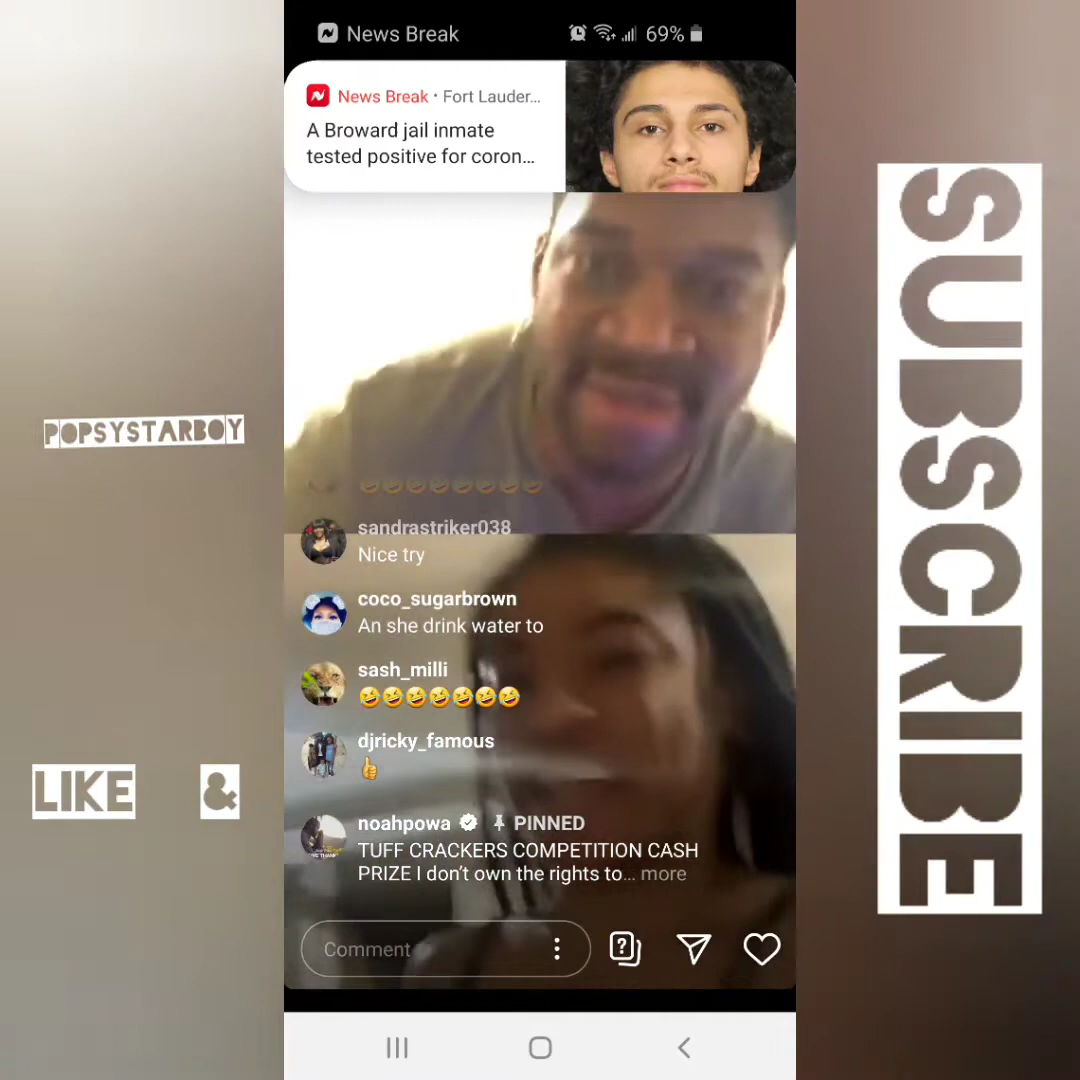 News Break
69%
News Break • Fort Lauder...
A Broward jail inmate
tested positive for coron...
POPSYSTARBOY
LIKE &
SUBSCRIBE
sandrastriker038
Nice try
coco_sugarbrown
An she drink water to
sash_milli
🤣🤣🤣🤣🤣🤣🤣
djricky_famous
👍
noahpowa PINNED
TUFF CRACKERS COMPETITION CASH
PRIZE I don't own the rights to... more
Comment